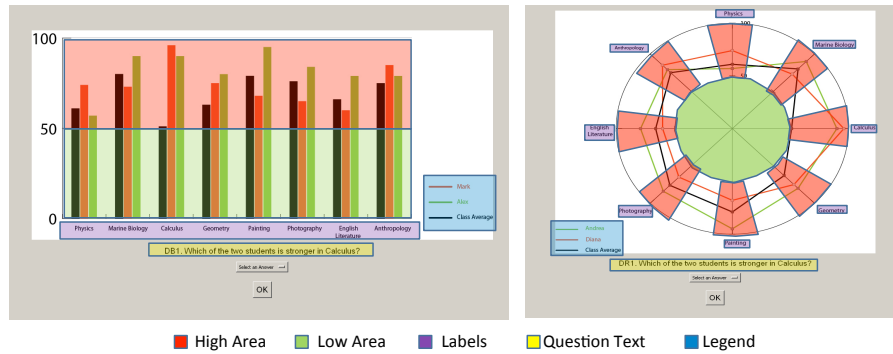 100
50
0
Physics Marine Biology Calculus Geometry Painting Photography English Literature Anthropology
Mark
Alex
Class Average
DB1. Which of the two students is stronger in Calculus?
Select an Answer
OK
Physics
100
50
Marine Biology
Calculus
Geometry
Painting
Photography
English
Literature
Anthropology
Andrea
Diana
Class Average
DR1. Which of the two students is stronger in Calculus?
Select an Answer
OK
High Area Low Area Labels Question Text Legend